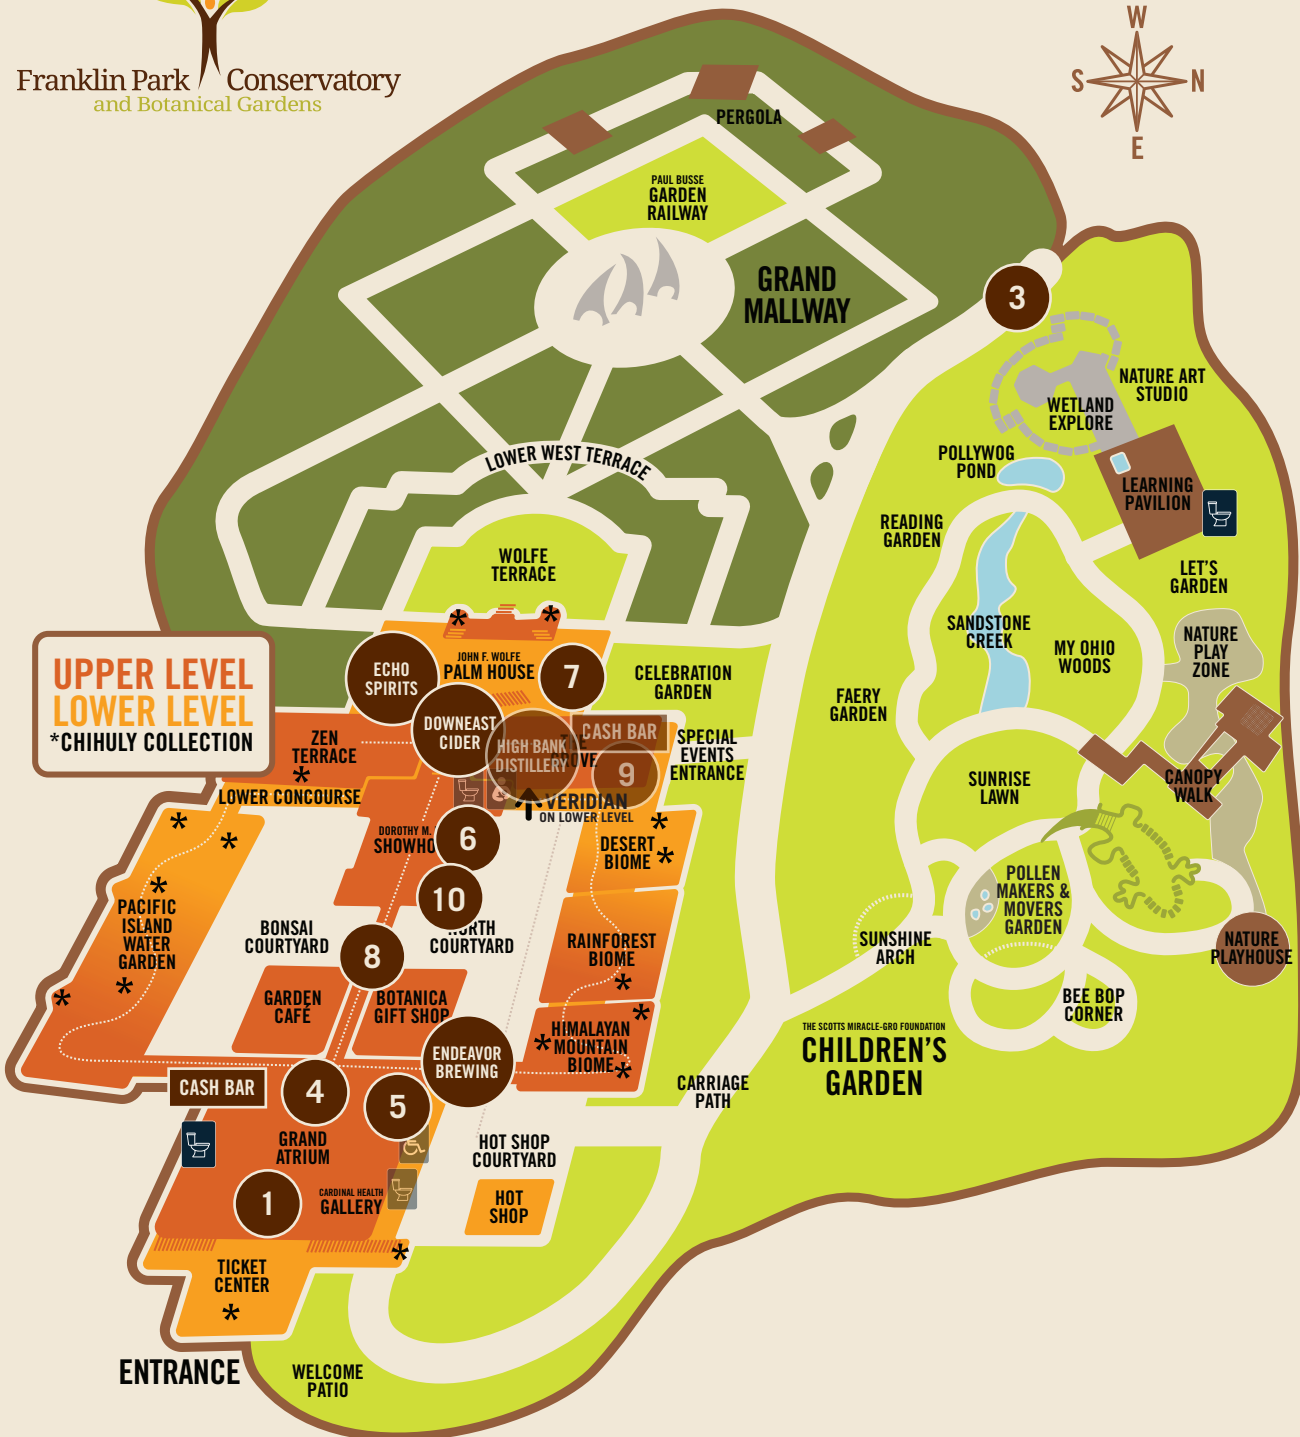 Franklin Park Conservatory
and Botanical Gardens
W
S
N
E
PERGOLA
PAUL BUSSE
GARDEN
RAILWAY
GRAND
MALLWAY
3
NATURE ART
STUDIO
WETLAND
EXPLORE
POLLYWOG
POND
LEARNING
PAVILION
LOWER WEST TERRACE
READING
GARDEN
WOLFE
TERRACE
LET'S
GARDEN
SANDSTONE
CREEK
MY OHIO
WOODS
NATURE
PLAY
ZONE
UPPER LEVEL
LOWER LEVEL
*CHIHULY COLLECTION
ECHO
SPIRITS
JOHN F. WOLFE
PALM HOUSE
7
CELEBRATION
GARDEN
FAERY
GARDEN
ZEN
TERRACE
DOWNEAST
CIDER
HIGH BANK
DISTILLERY
CASH BAR
9
SPECIAL
EVENTS
ENTRANCE
SUNRISE
LAWN
CANOPY
WALK
LOWER CONCOURSE
VERIDIAN
ON LOWER LEVEL
DOROTHY M.
SHOWHO
6
DESERT
BIOME
10
PACIFIC
ISLAND
WATER
GARDEN
BONSAI
COURTYARD
8
COURTYARD
RAINFOREST
BIOME
POLLEN
MAKERS &
MOVERS
GARDEN
SUNSHINE
ARCH
NATURE
PLAYHOUSE
GARDEN
CAFÉ
BOTANICA
GIFT SHOP
BEE BOP
CORNER
HIMALAYAN
MOUNTAIN
BIOME
ENDEAVOR
BREWING
THE SCOTTS MIRACLE-GRO FOUNDATION
CHILDREN'S
GARDEN
CASH BAR
4
5
CARRIAGE
PATH
GRAND
ATRIUM
HOT SHOP
COURTYARD
1
CARDINAL HEALTH
GALLERY
HOT
SHOP
TICKET
CENTER
ENTRANCE
WELCOME
PATIO